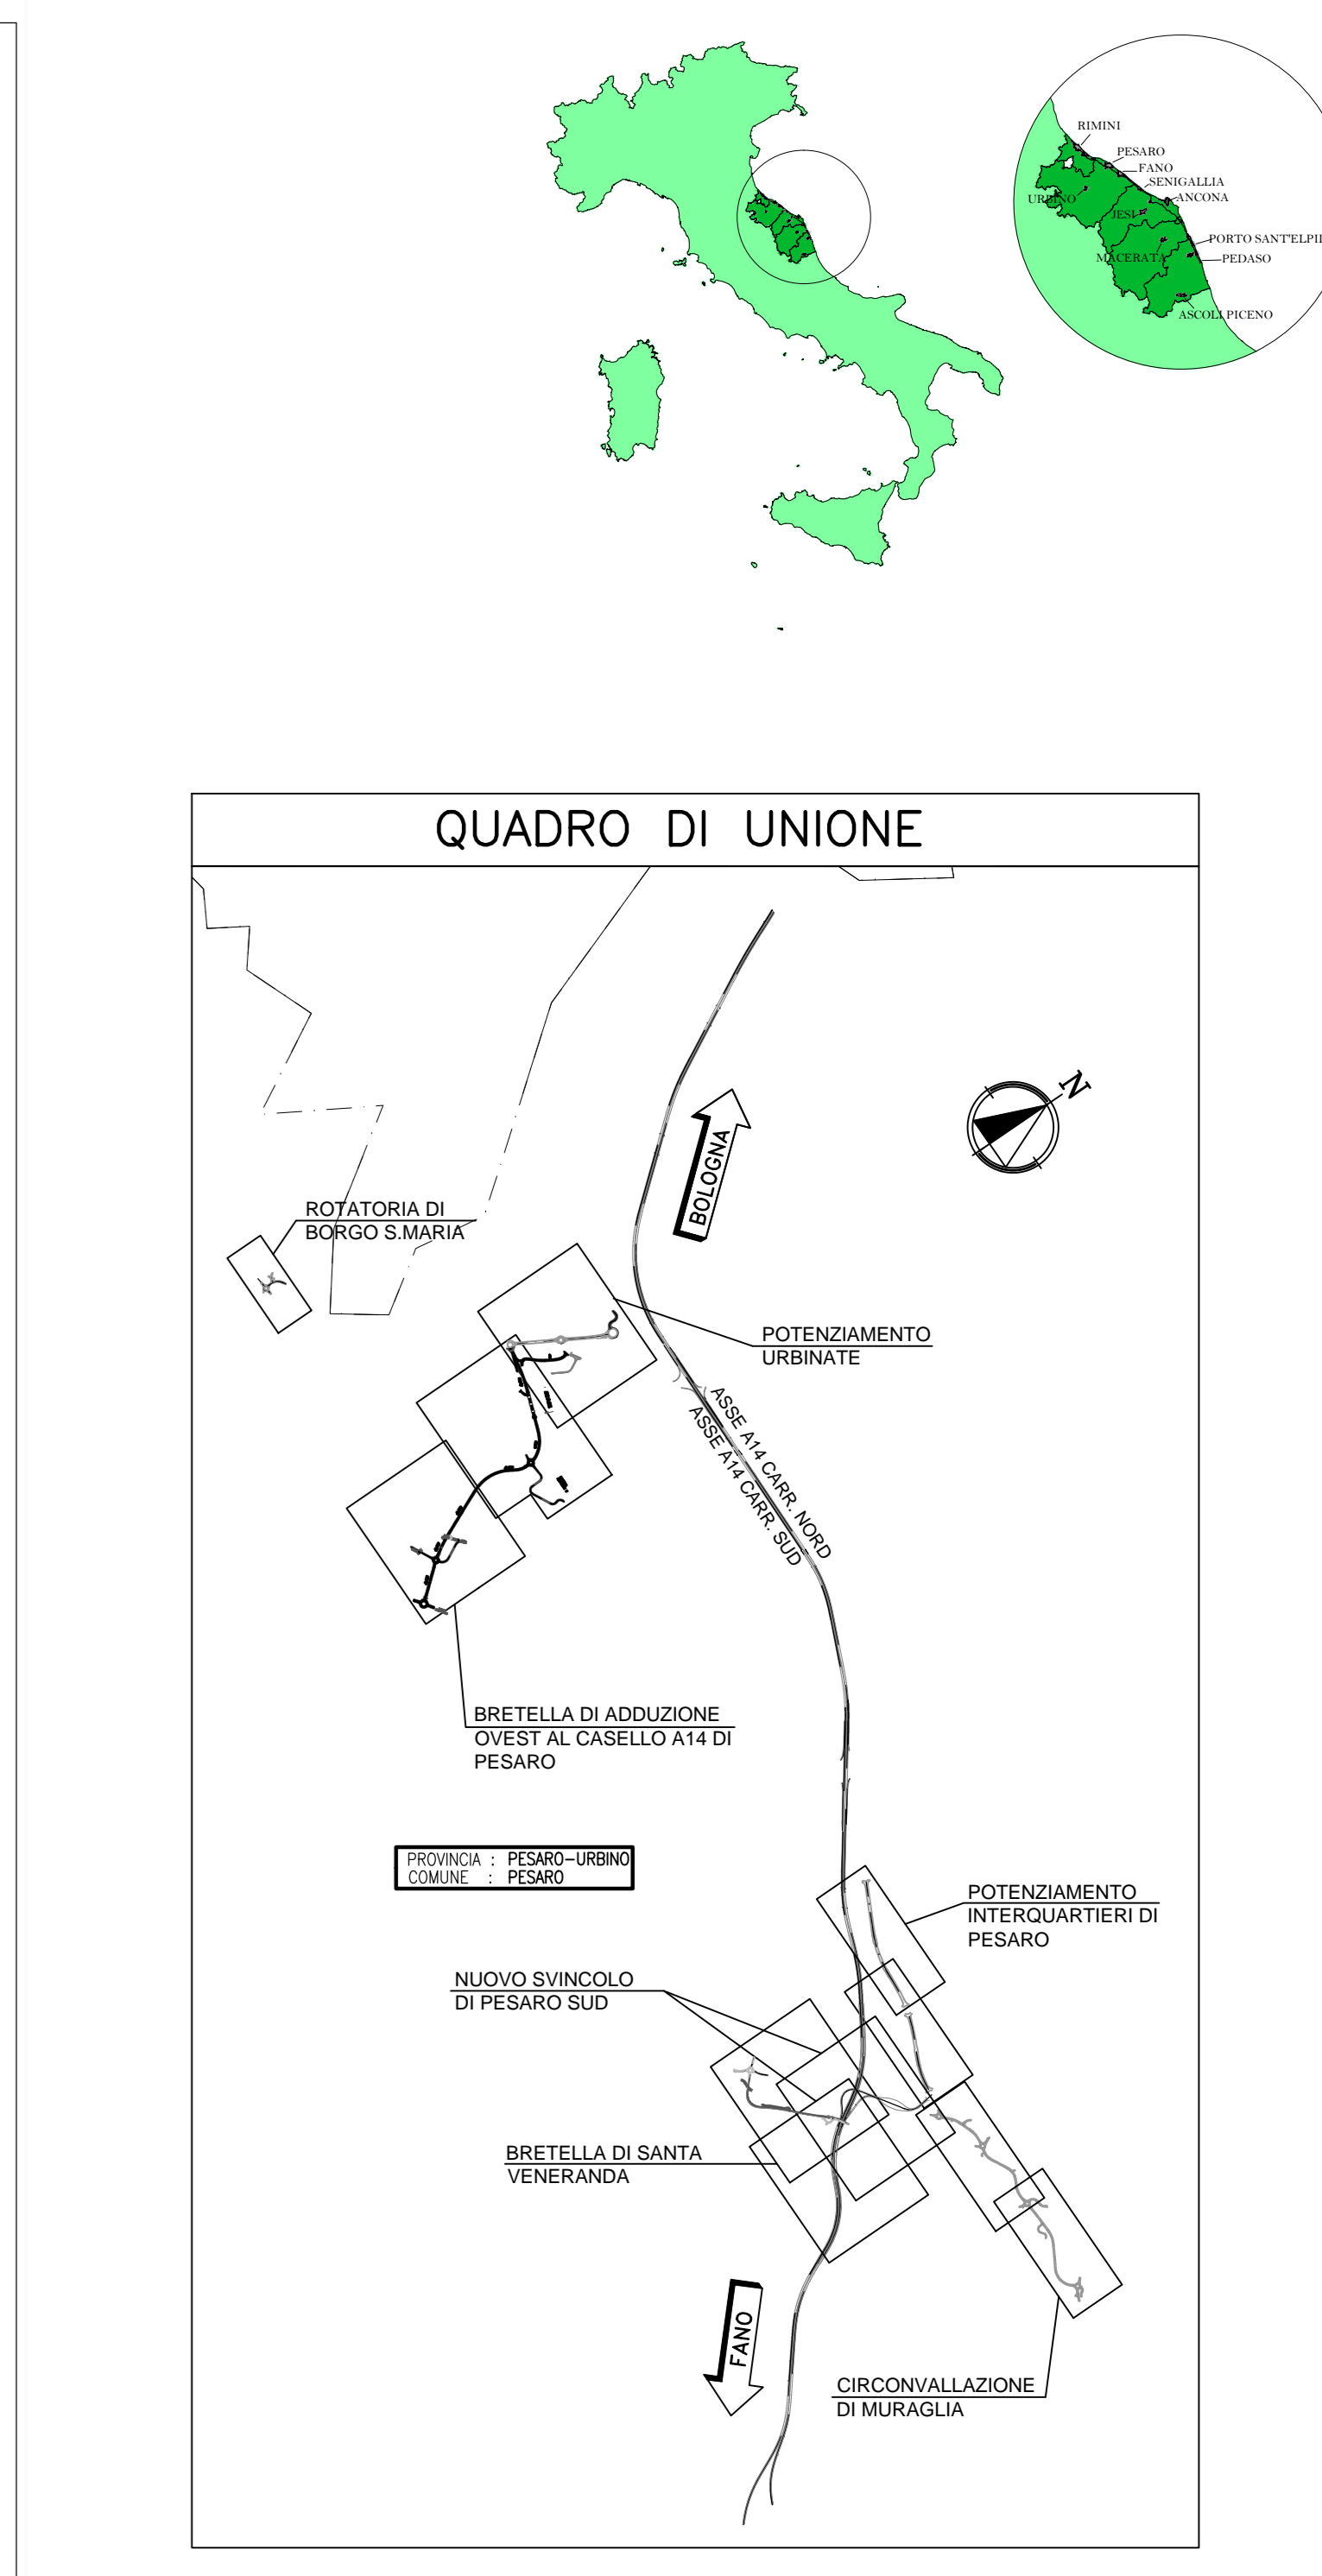 RIMINI
PESARO
FANO
SENIGALLIA
URBINO
ANCONA
JESI
PORTO SANT'ELPI
MACERATA
PEDASO
ASCOLI PICENO
QUADRO DI UNIONE
N
BOLOGNA
ROTATORIA DI
BORGO S.MARIA
POTENZIAMENTO
URBINATE
ASSE A14 CARR. NORD
ASSE A14 CARR. SUD
BRETELLA DI ADDUZIONE
OVEST AL CASELLO A14 DI
PESARO
PROVINCIA : PESARO-URBINO
COMUNE : PESARO
POTENZIAMENTO
INTERQUARTIERI DI
PESARO
NUOVO SVINCOLO
DI PESARO SUD
BRETELLA DI SANTA
VENERANDA
FANO
CIRCONVALLAZIONE
DI MURAGLIA